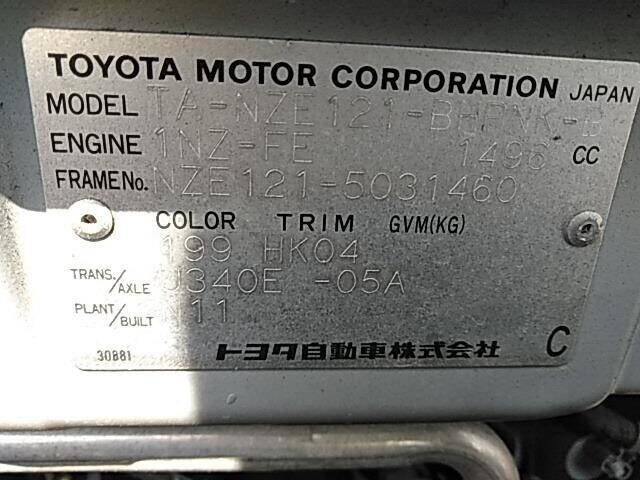 TOYOTA MOTOR CORPORATION JAPAN
MODEL TA-NZE121-BHPNK-B
ENGINE 1NZ-FE 1496 CC
FRAME No. NZE121-5031460
COLOR TRIM GVM(KG)
199 HK04
TRANS./AXLE U340E -05A
PLANT/BUILT 11
30881 トヨタ自動車株式会社 C